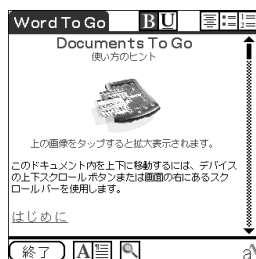 Word To Go
B U
Documents To Go
使い方のヒント
上の画像をタップすると拡大表示されます。
このドキュメント内を上下に移動するには、デバイス
の上下スクロールボタンまたは画面の右にあるスク
ロールバーを使用します。
はじめに
終了 A a